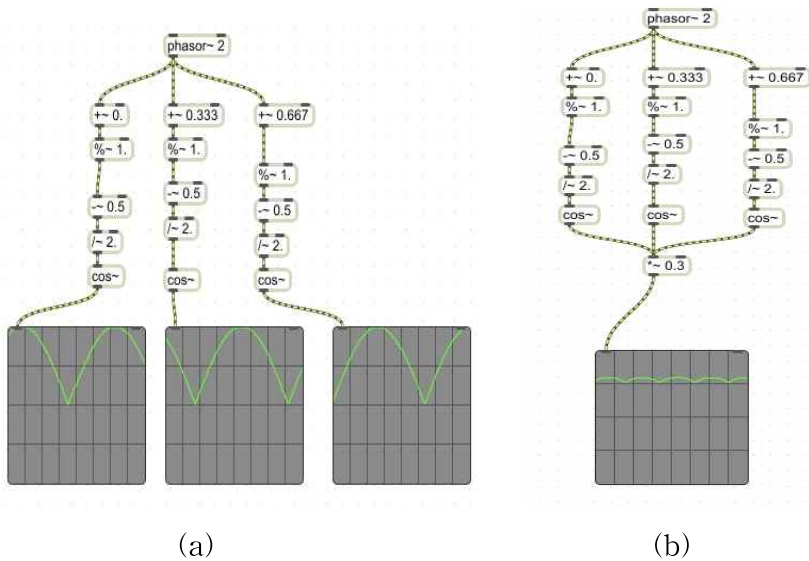 phasor~ 2
+~ 0.
+~ 0.333
+~ 0.667
%~ 1.
%~ 1.
%~ 1.
-~ 0.5
-~ 0.5
-~ 0.5
/~ 2.
/~ 2.
/~ 2.
cos~
cos~
cos~
(a)
phasor~ 2
+~ 0.
+~ 0.333
+~ 0.667
%~ 1.
%~ 1.
%~ 1.
-~ 0.5
-~ 0.5
-~ 0.5
/~ 2.
/~ 2.
/~ 2.
cos~
cos~
cos~
*~ 0.3
(b)